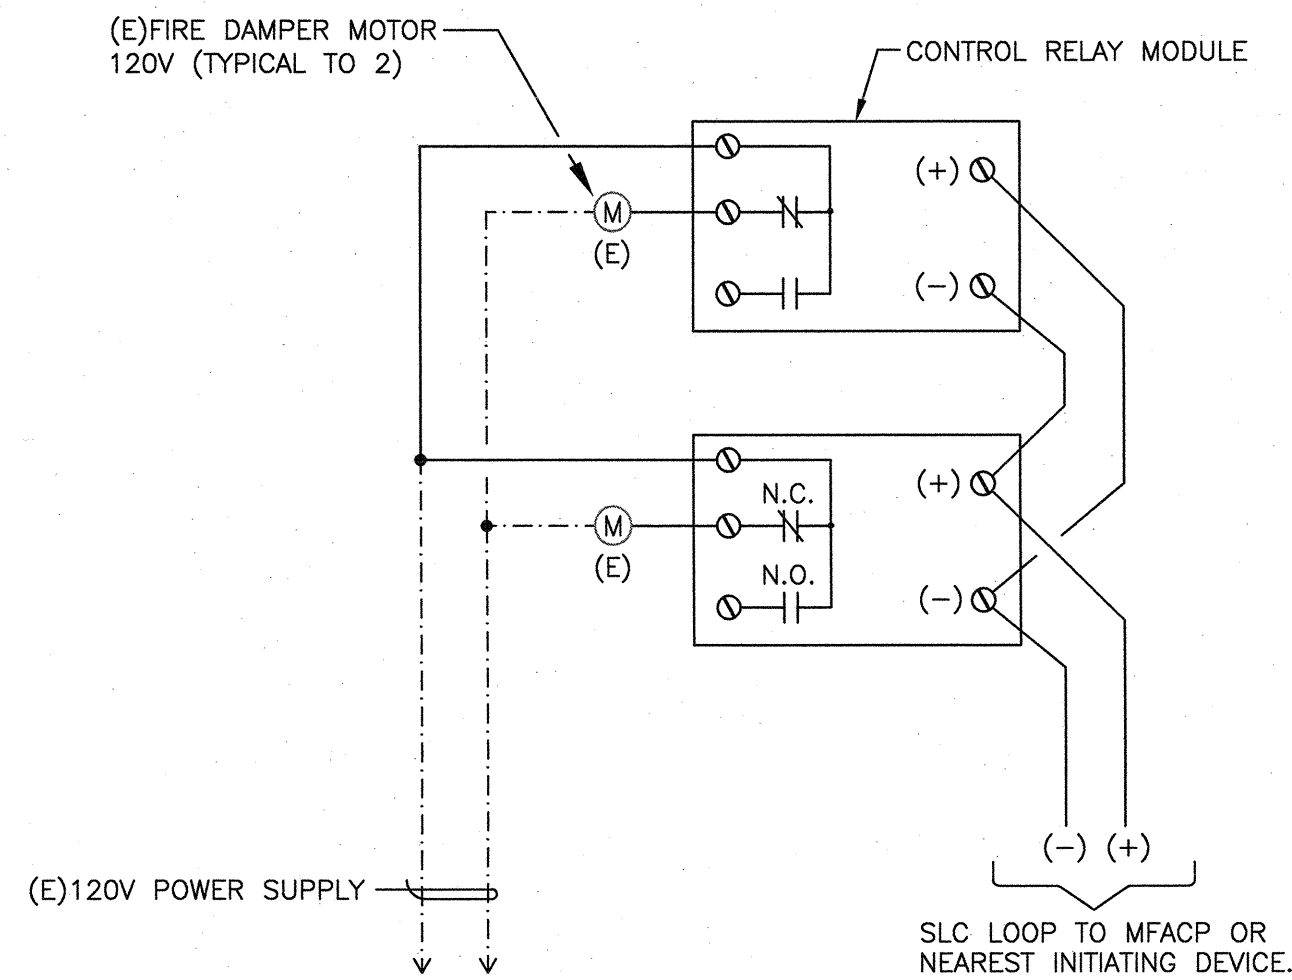 (E)FIRE DAMPER MOTOR
120V (TYPICAL TO 2)
CONTROL RELAY MODULE
(+)
M
(E)
(-)
N.C.
(+)
M
(E)
N.O.
(-)
(-) (+)
(E)120V POWER SUPPLY
SLC LOOP TO MFACP OR
NEAREST INITIATING DEVICE.